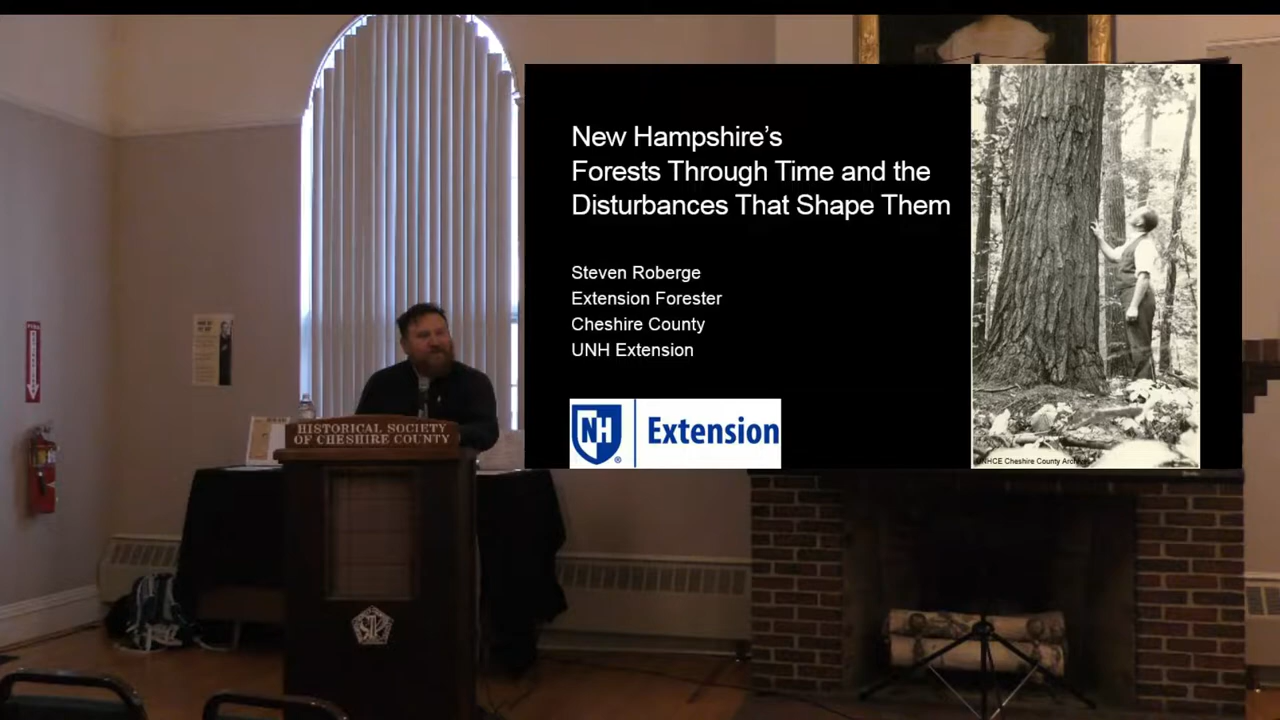 New Hampshire's
Forests Through Time and the
Disturbances That Shape Them
Steven Roberge
Extension Forester
Cheshire County
UNH Extension
NH
Extension
UNHCE Cheshire County
HISTORICAL SOCIETY
OF CHESHIRE COUNTY